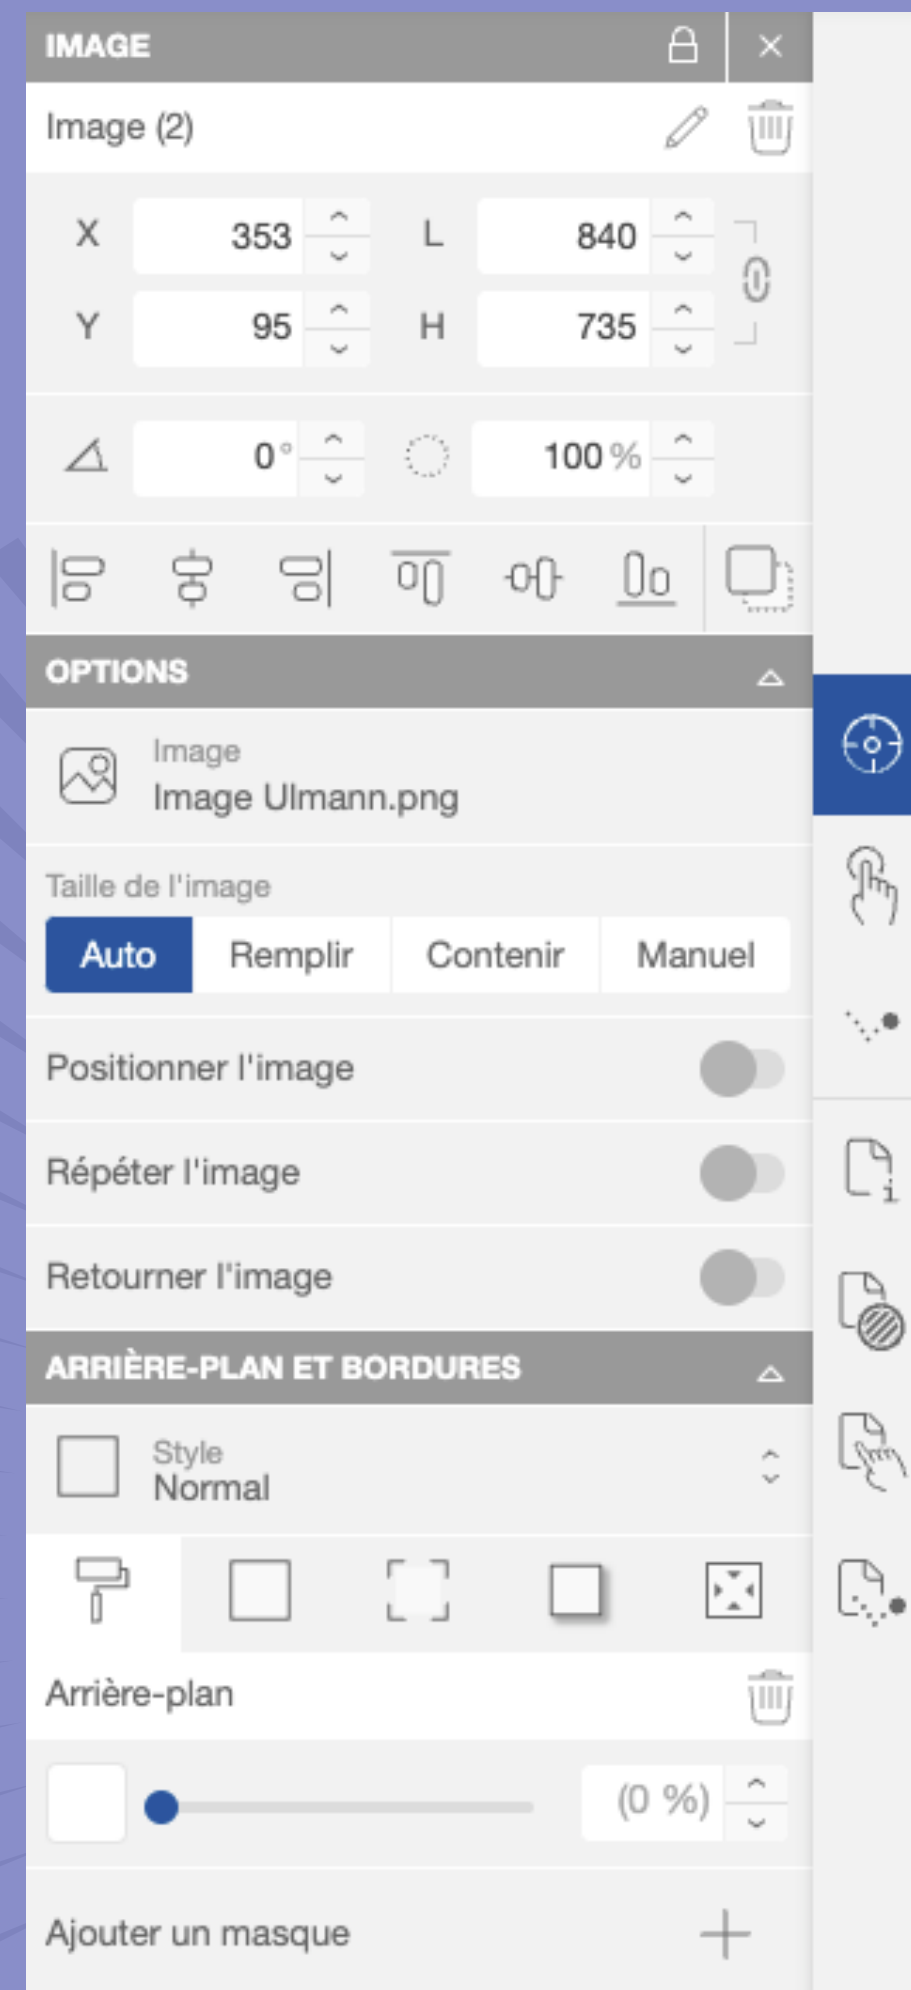 IMAGE
Image (2)
X 353 L 840
Y 95 H 735
0° 100 %
OPTIONS
Image
Image Ulmann.png
Taille de l'image
Auto Remplir Contenir Manuel
Positionner l'image
Répéter l'image
Retourner l'image
ARRIÈRE-PLAN ET BORDURES
Style
Normal
Arrière-plan
(0 %)
Ajouter un masque